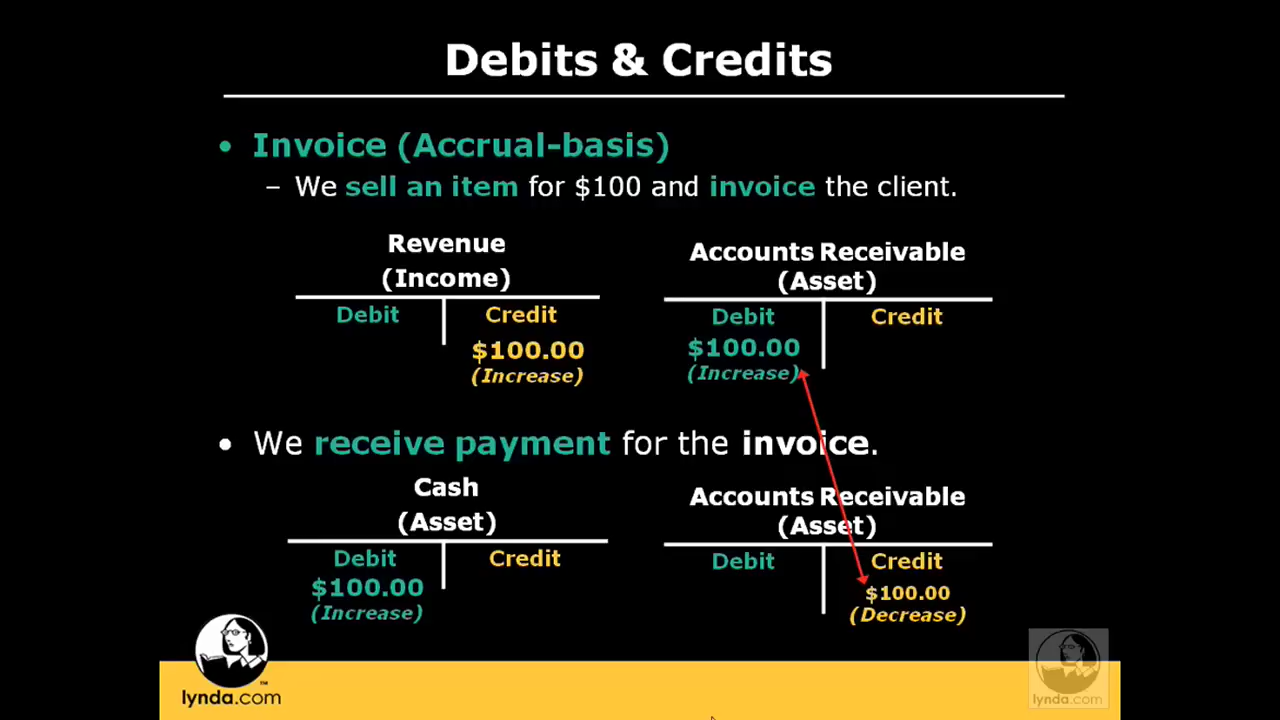 Debits & Credits
• Invoice (Accrual-basis)
– We sell an item for $100 and invoice the client.
Revenue
(Income)
Debit Credit
$100.00
(Increase)
Accounts Receivable
(Asset)
Debit Credit
$100.00
(Increase)
• We receive payment for the invoice.
Cash
(Asset)
Debit Credit
$100.00
(Increase)
Accounts Receivable
(Asset)
Debit Credit
$100.00
(Decrease)
™
lynda.com
lynda.com